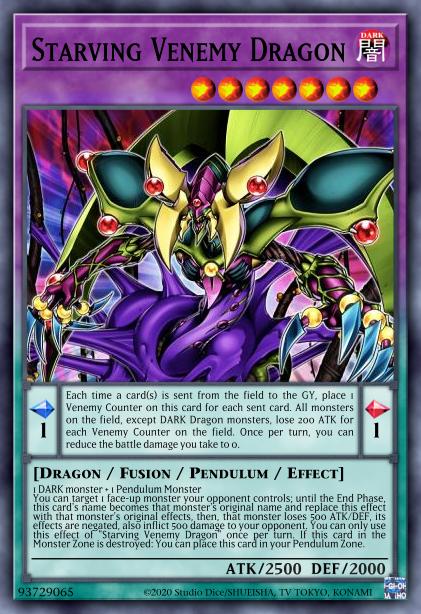 STARVING VENEMY DRAGON
DARK
闇
Each time a card(s) is sent from the field to the GY, place 1
Venemy Counter on this card for each sent card. All monsters
on the field, except DARK Dragon monsters, lose 200 ATK for
each Venemy Counter on the field. Once per turn, you can
reduce the battle damage you take to 0.
1
1
[DRAGON / FUSION / PENDULUM / EFFECT]
1 DARK monster + 1 Pendulum Monster
You can target 1 face-up monster your opponent controls; until the End Phase,
this card's name becomes that monster's original name and replace this effect
with that monster's original effects, then, that monster loses 500 ATK/DEF, its
effects are negated, also inflict 500 damage to your opponent. You can only use
this effect of "Starving Venemy Dragon" once per turn. If this card in the
Monster Zone is destroyed: You can place this card in your Pendulum Zone.
ATK/2500 DEF/2000
93729065
©2020 Studio Dice/SHUEISHA, TV TOKYO, KONAMI